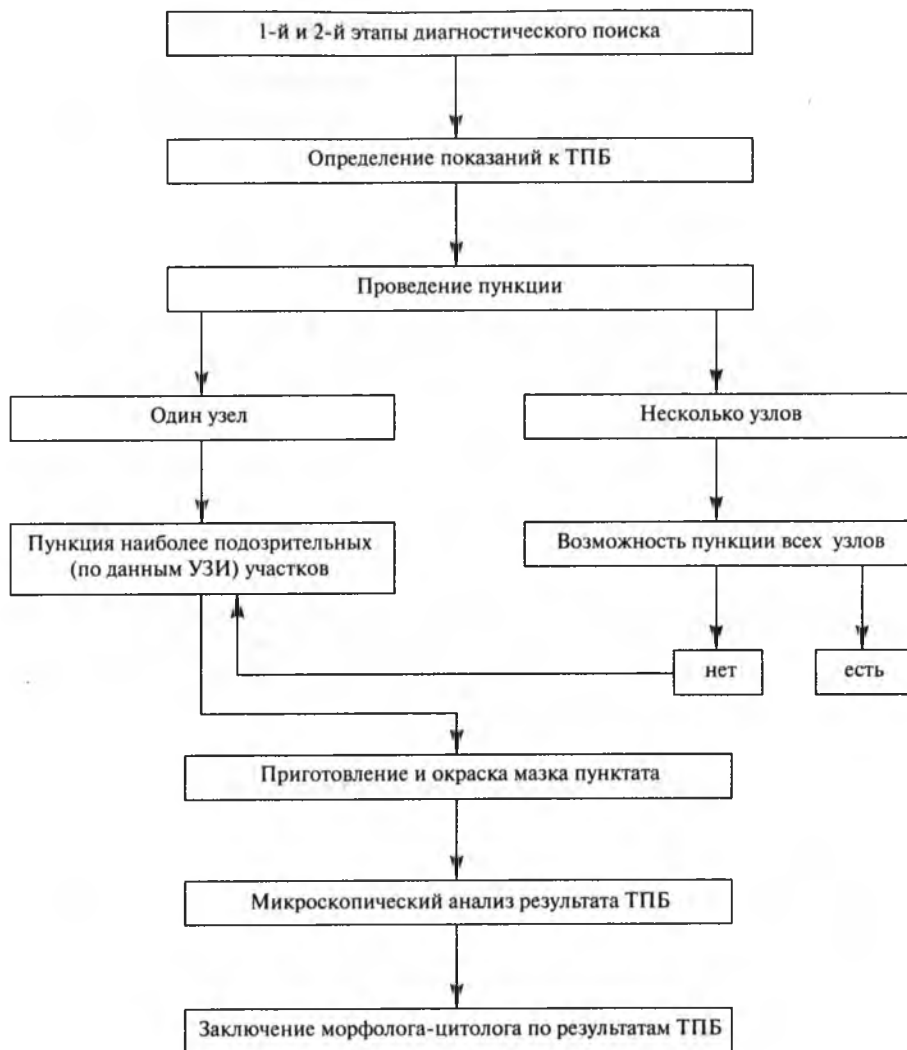 1-й и 2-й этапы диагностического поиска
Определение показаний к ТПБ
Проведение пункции
Один узел
Несколько узлов
Пункция наиболее подозрительных
(по данным УЗИ) участков
Возможность пункции всех узлов
нет
есть
Приготовление и окраска мазка пунктата
Микроскопический анализ результата ТПБ
Заключение морфолога-цитолога по результатам ТПБ